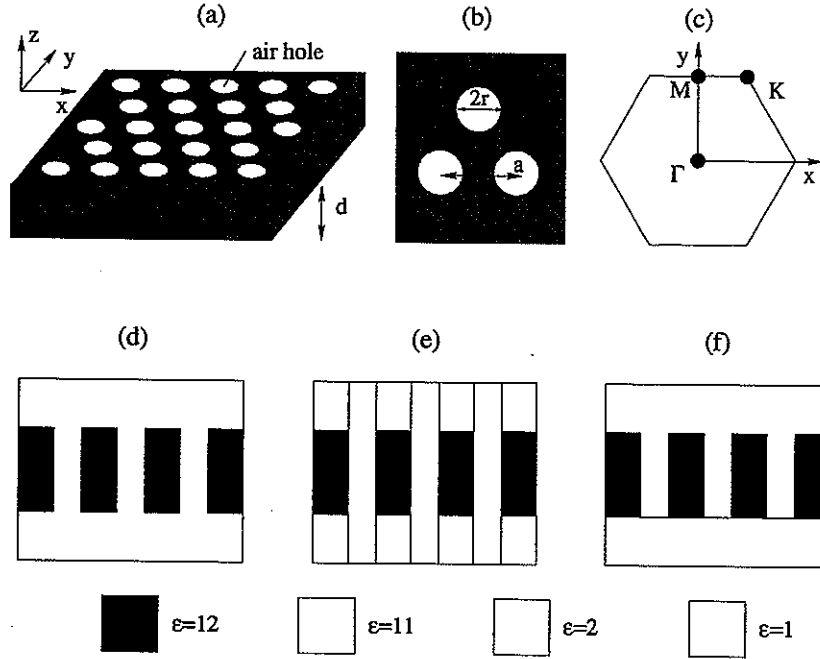 (a)
(b)
(c)
z
y
x
air hole
d
2r
a
y
M
K
Γ
x
(d)
(e)
(f)
ε=12
ε=11
ε=2
ε=1